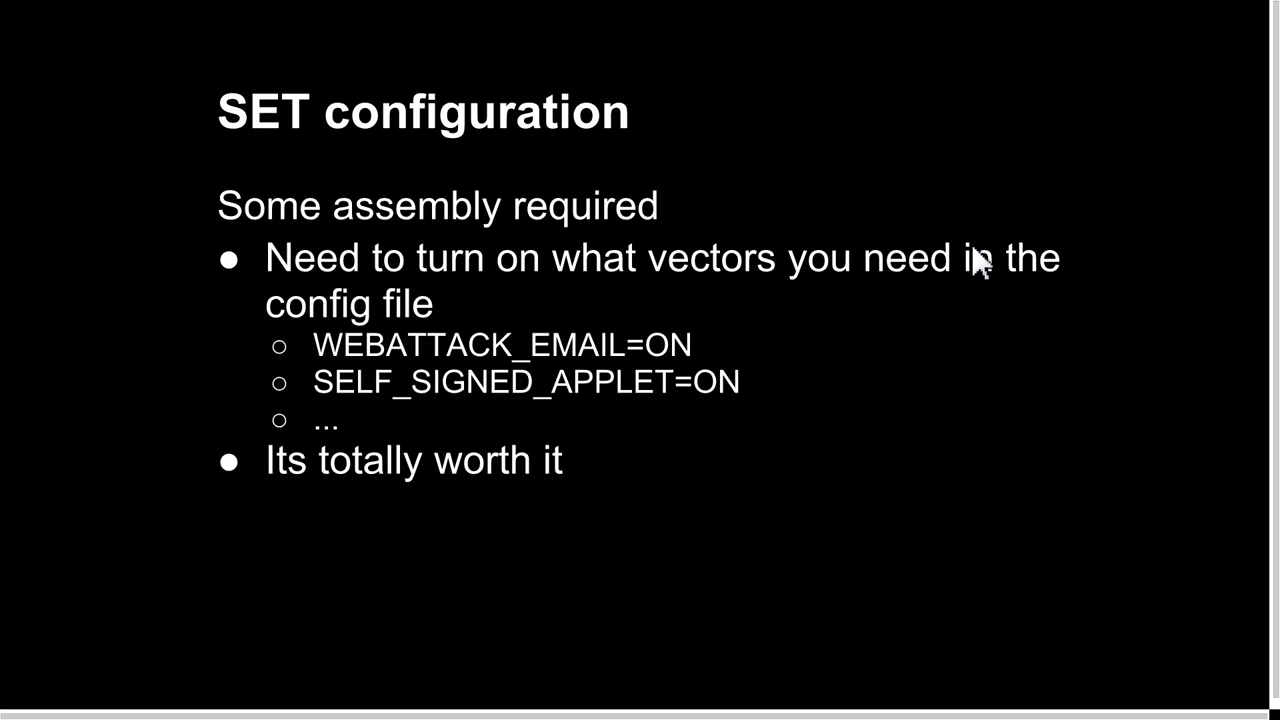 SET configuration
Some assembly required
● Need to turn on what vectors you need in the
config file
○ WEBATTACK_EMAIL=ON
○ SELF_SIGNED_APPLET=ON
○ ...
● Its totally worth it